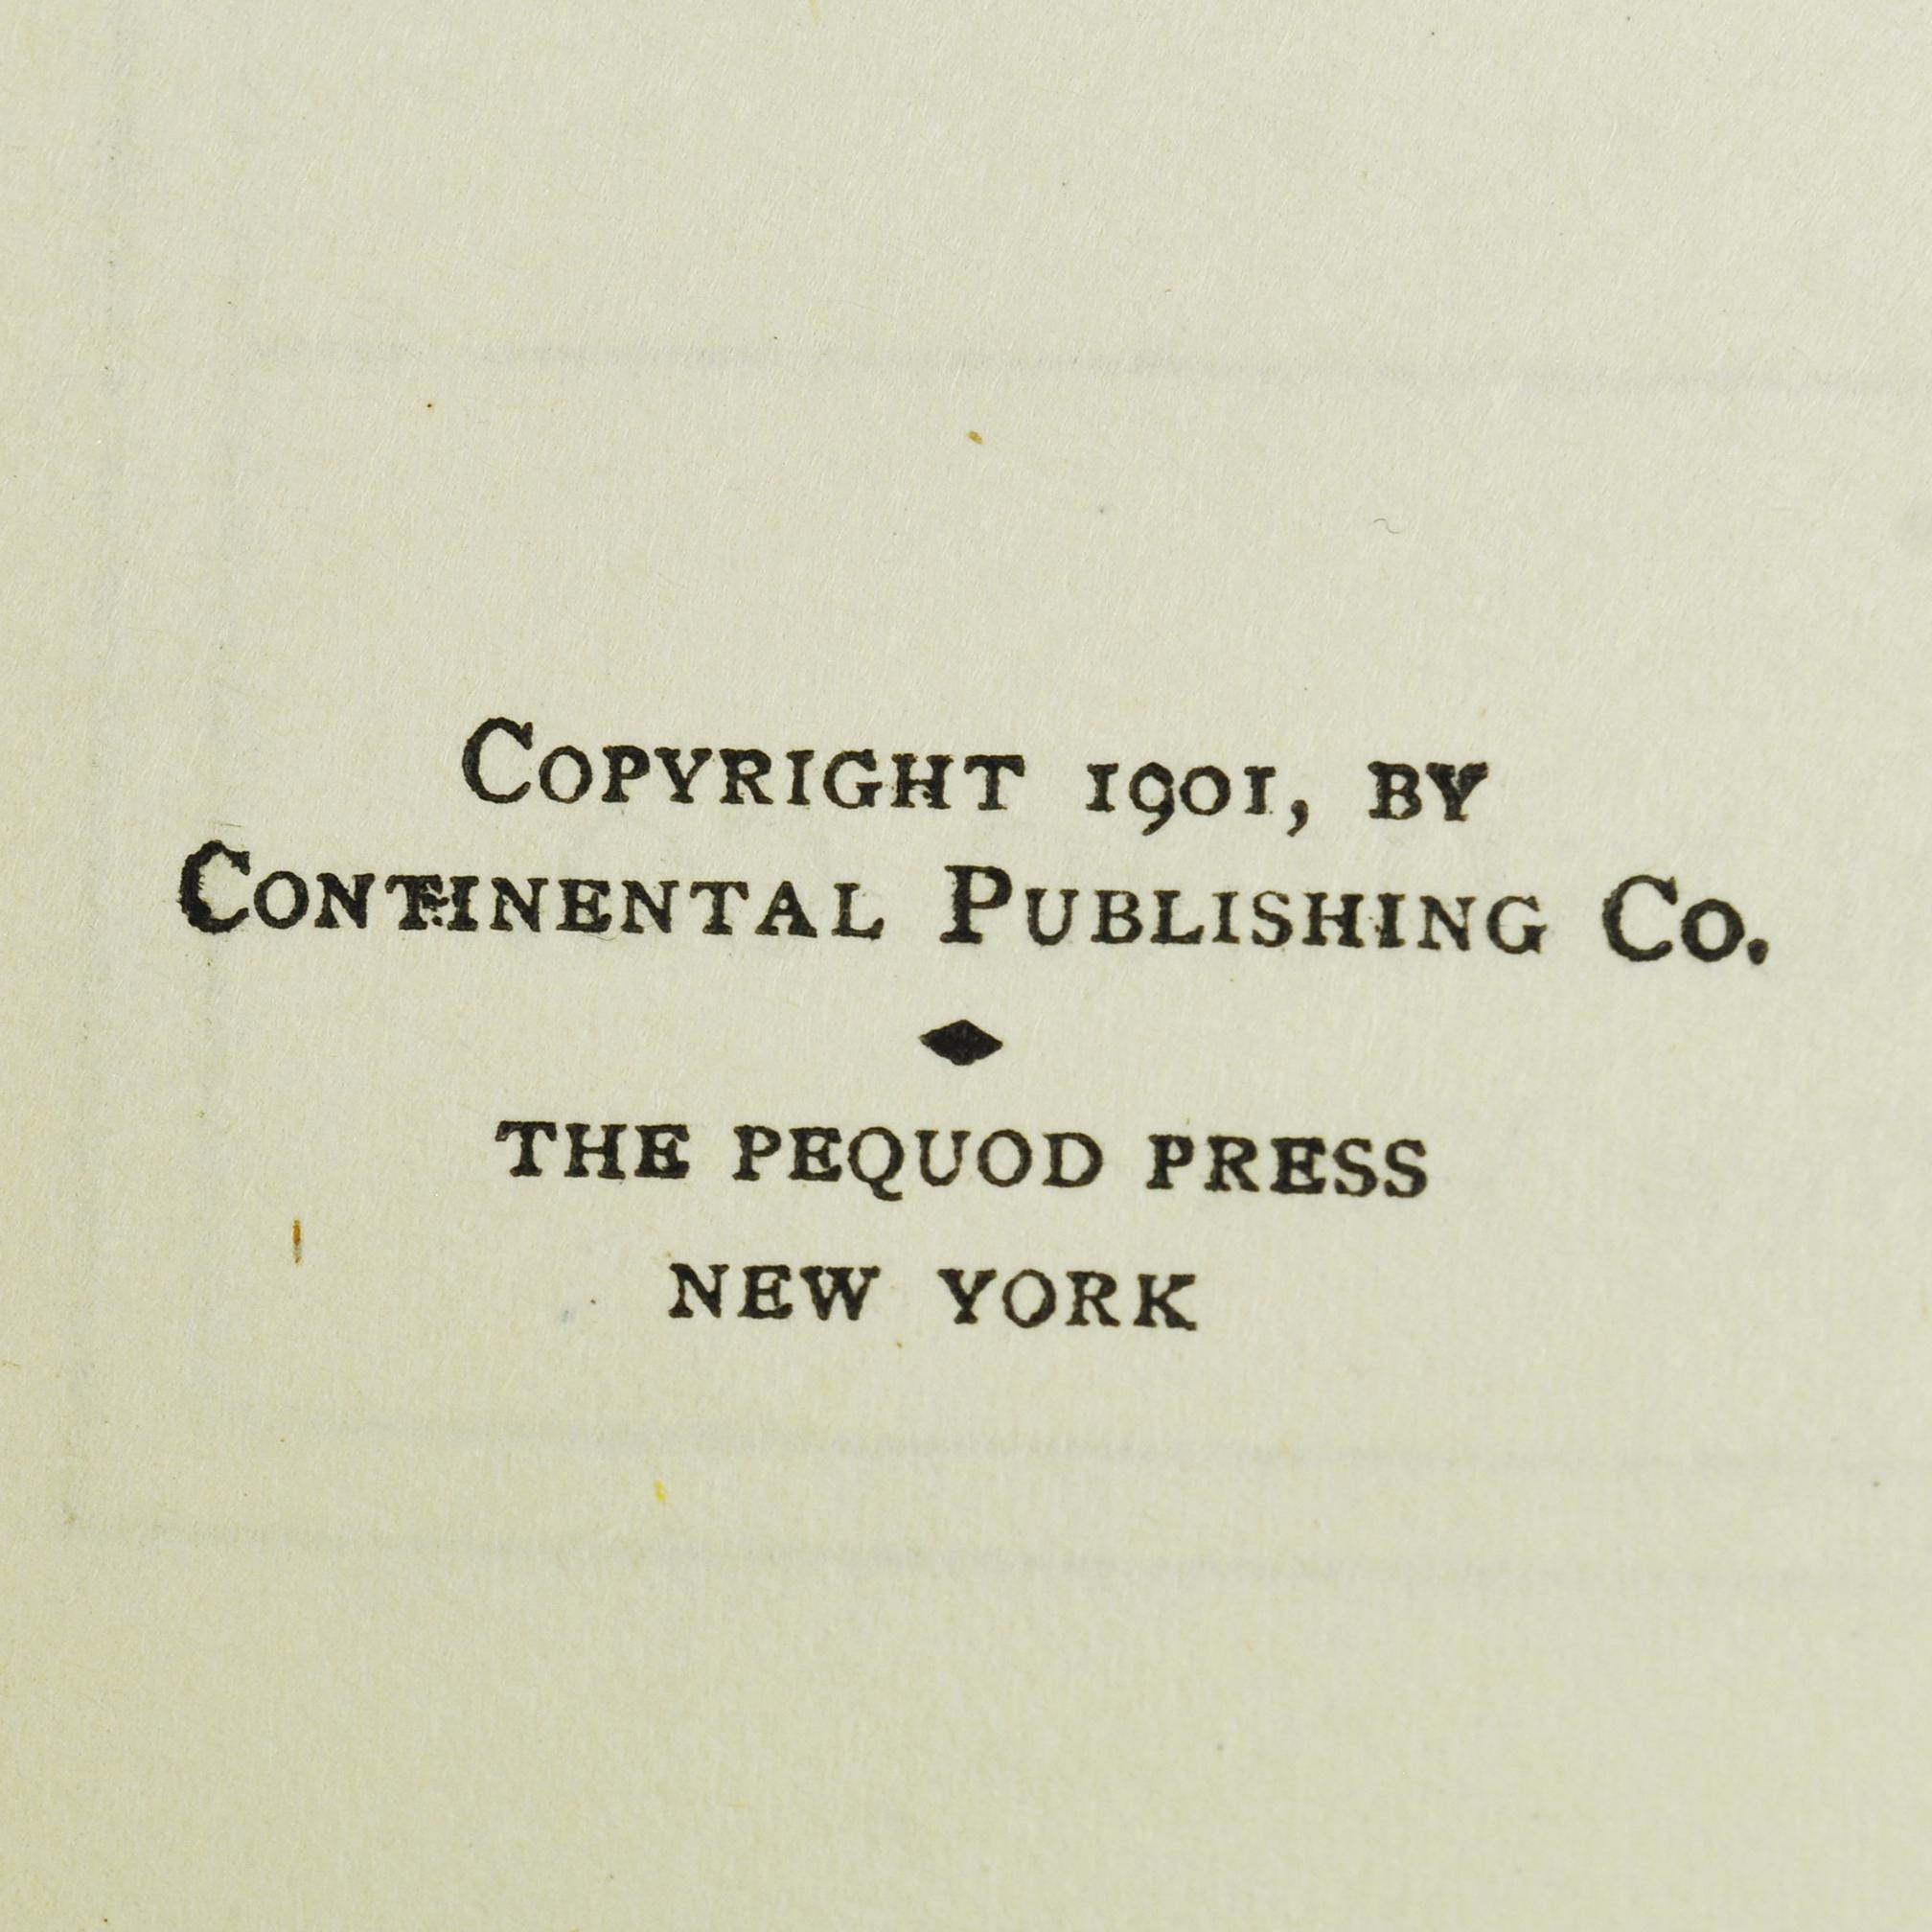 Copyright 1901, by
Continental Publishing Co.
THE PEQUOD PRESS
NEW YORK